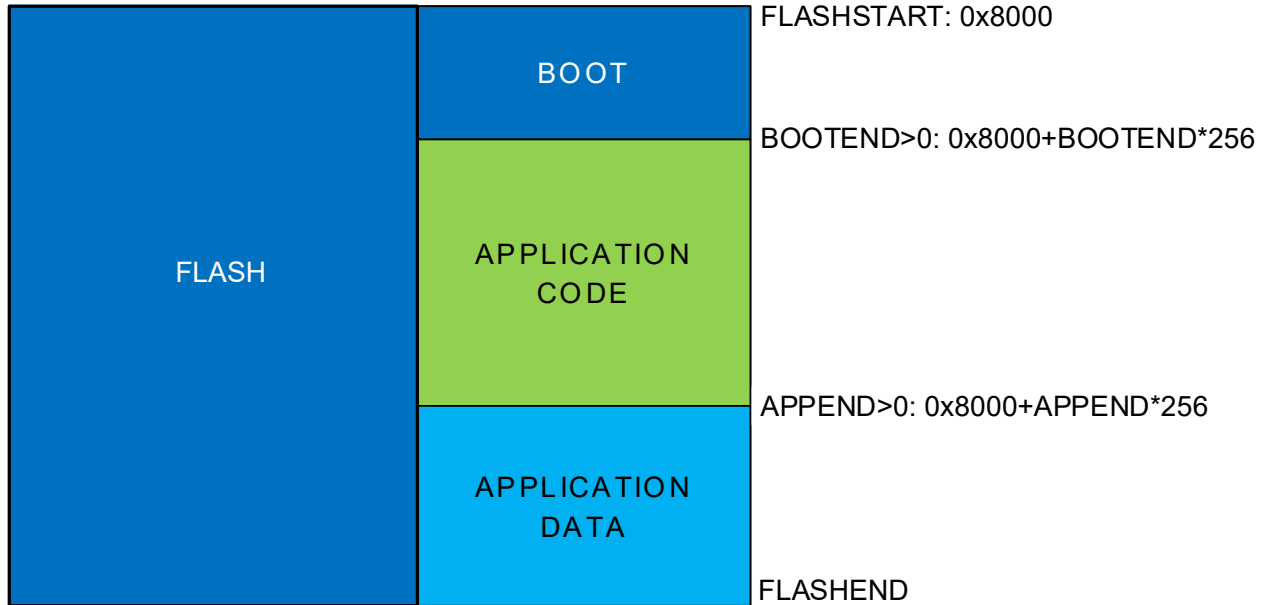 FLASHSTART: 0x8000
BOOT
BOOTEND>0: 0x8000+BOOTEND*256
FLASH
APPLICATION
CODE
APPEND>0: 0x8000+APPEND*256
APPLICATION
DATA
FLASHEND